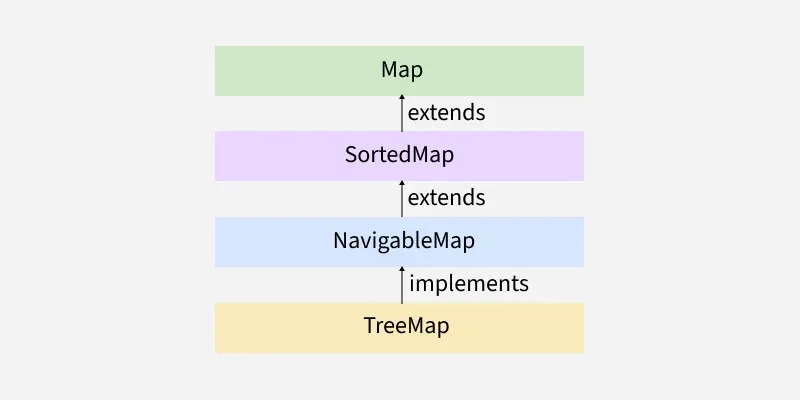 Map
extends
SortedMap
extends
NavigableMap
implements
TreeMap